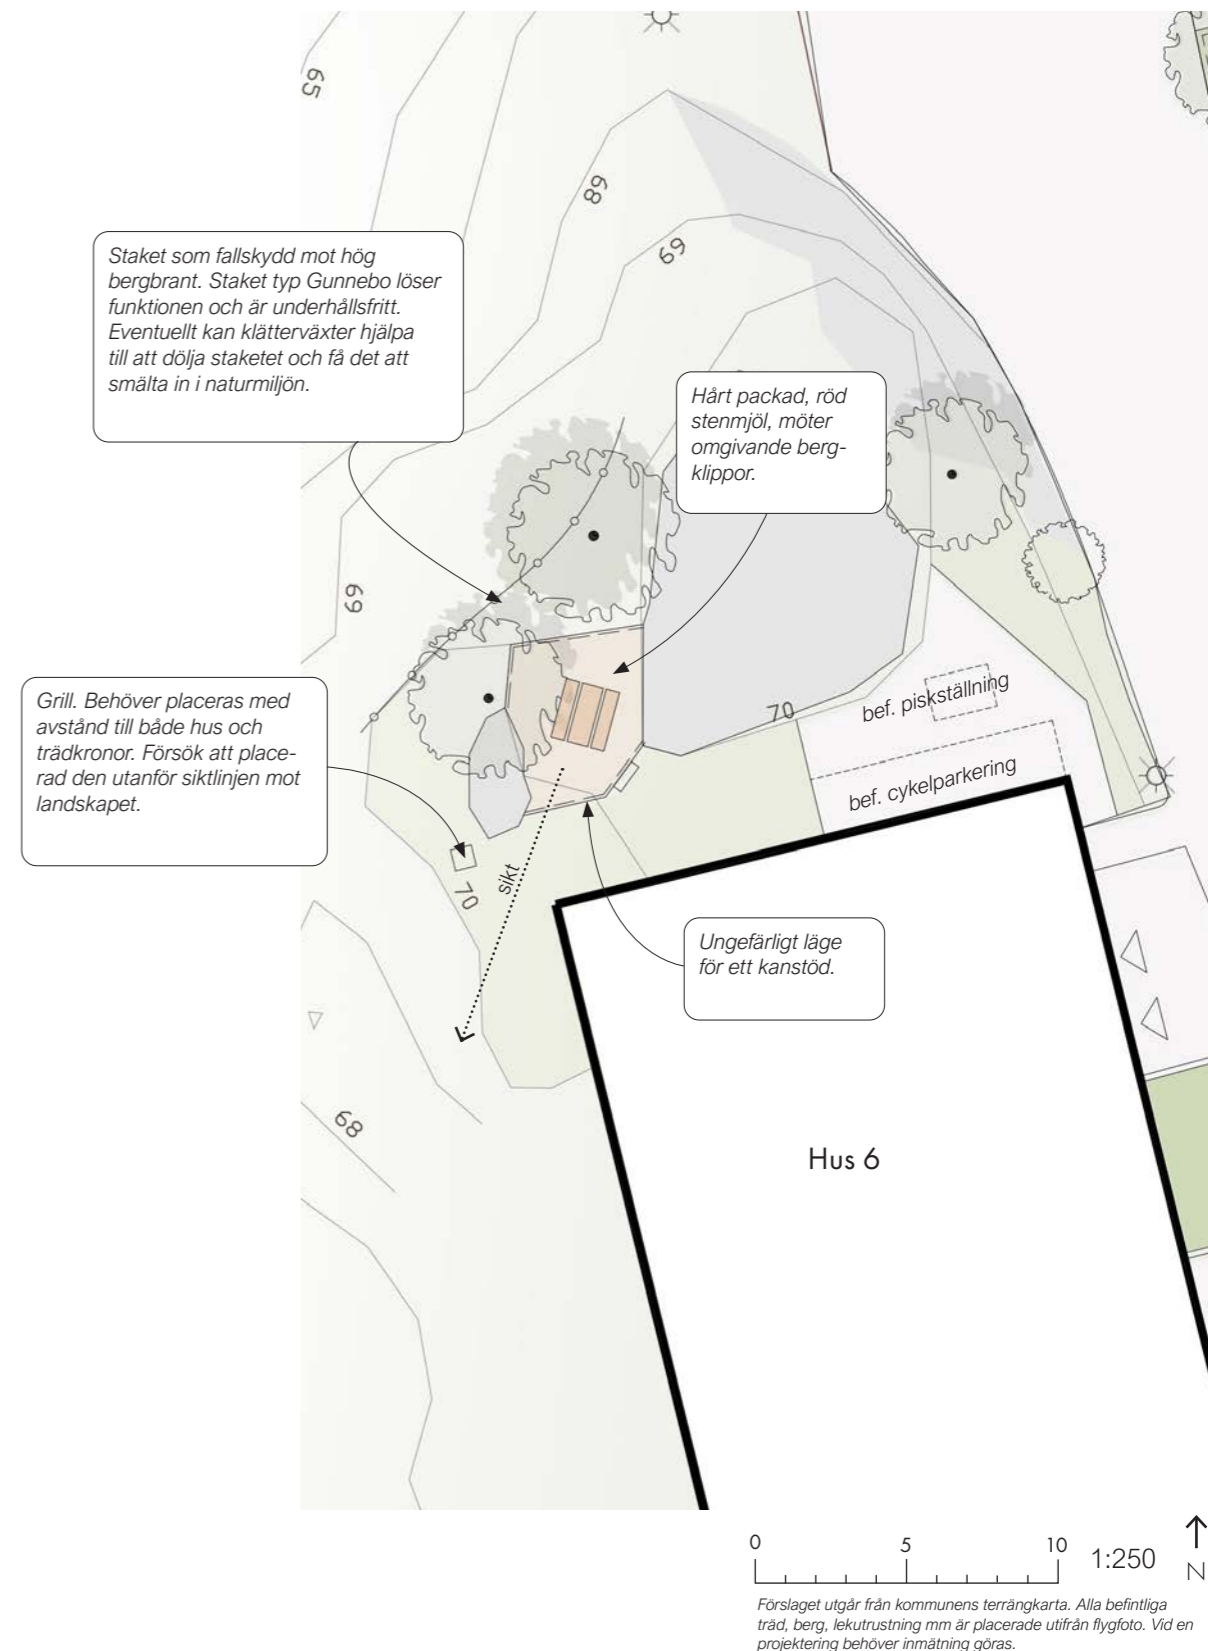 65
68
69
Staket som fallskydd mot hög
bergbrant. Staket typ Gunnebo löser
funktionen och är underhållsfritt.
Eventuellt kan klätterväxter hjälpa
till att dölja staketet och få det att
smälta in i naturmiljön.
Hårt packad, röd
stenmjöl, möter
omgivande berg-
klippor.
69
Grill. Behöver placeras med
avstånd till både hus och
trädkronor. Försök att place-
rad den utanför siktlinjen mot
landskapet.
bef. piskställning
70
bef. cykelparkering
70
sikt
Ungefärligt läge
för ett kanstöd.
68
Hus 6
0 5 10 1:250
N
Förslaget utgår från kommunens terrängkarta. Alla befintliga
träd, berg, lekutrustning mm är placerade utifrån flygfoto. Vid en
projektering behöver inmätning göras.